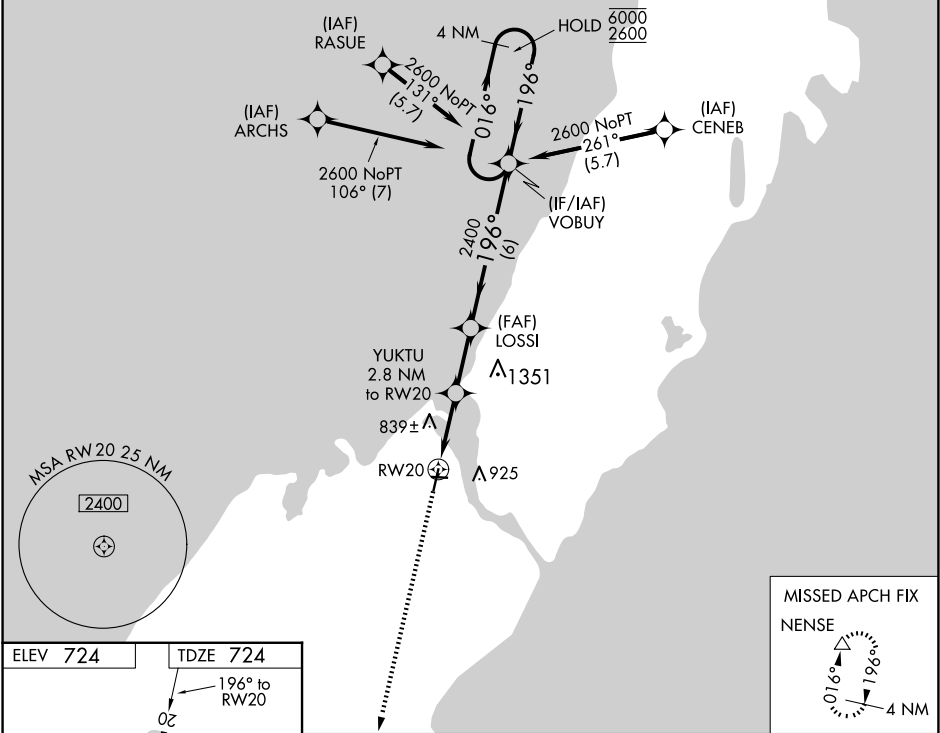 (IAF)
RASUE
4 NM
HOLD
6000
2600
2600 NoPT
131°
(5.7)
016°
196°
(IAF)
ARCHS
2600 NoPT
106° (7)
2600 NoPT
261°
(5.7)
(IAF)
CENEB
(IF/IAF)
VOBUY
2400
196°
(6)
(FAF)
LOSSI
YUKTU
2.8 NM
to RW20
1351
839±
RW20
925
MSA RW20 25 NM
2400
MISSED APCH FIX
NENSE
016°
196°
4 NM
ELEV 724
TDZE 724
196° to
RW20
20